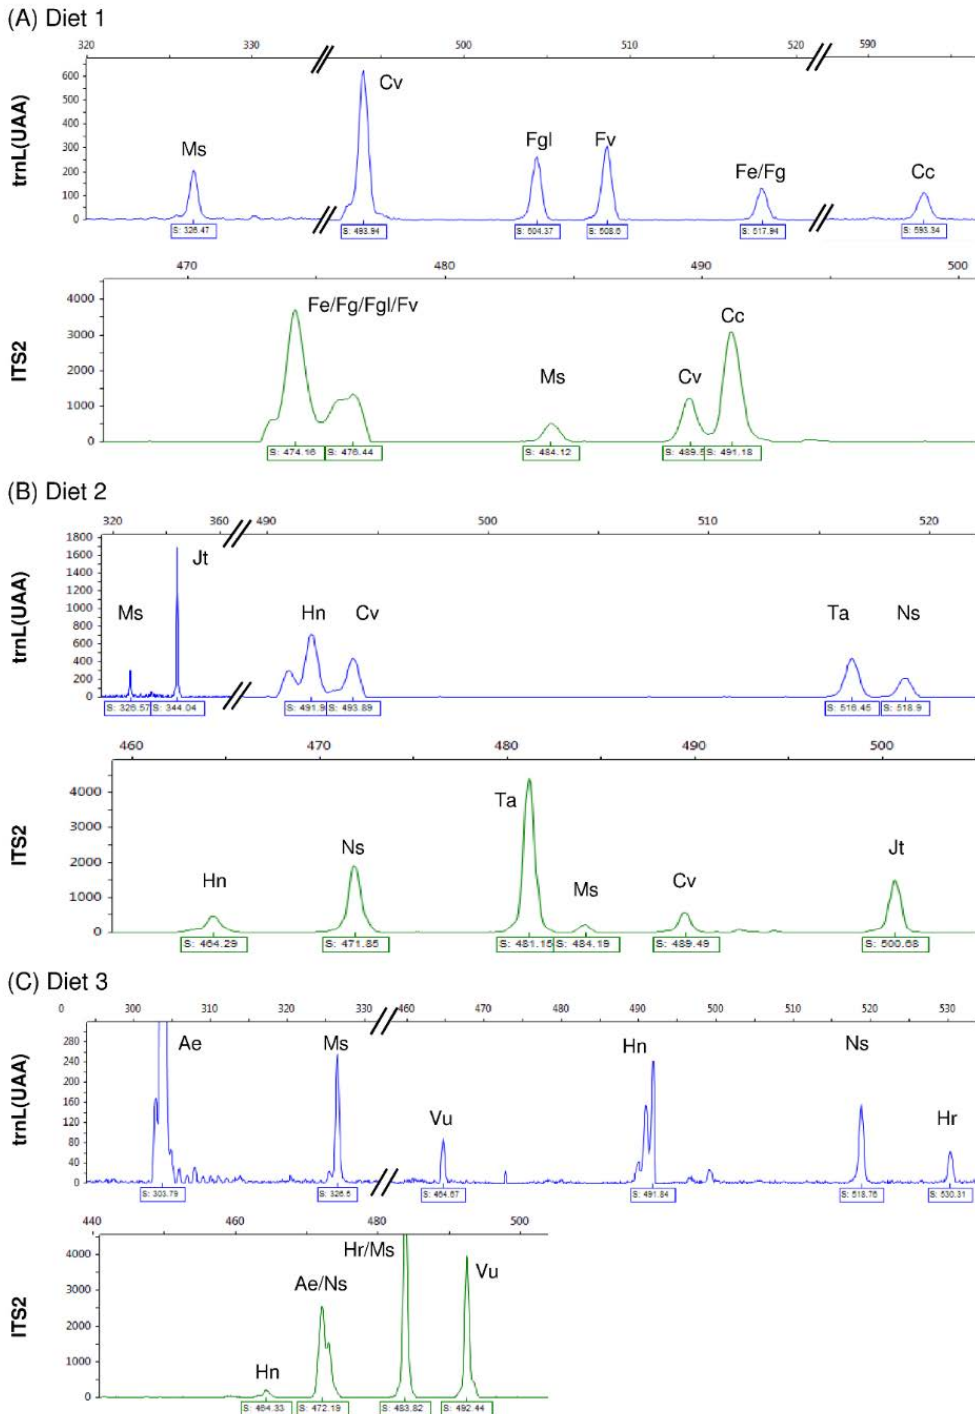 (A) Diet 1
320 330 500 510 520 590
trnL(UAA)
600
500
400
300
200
100
0
Ms Cv Fgl Fv Fe/Fg Cc
S: 326.47 S: 493.94 S: 504.37 S: 508.6 S: 517.94 S: 593.34
470 480 490 500
ITS2
4000
3000
2000
1000
0
Fe/Fg/Fgl/Fv Ms Cv Cc
S: 474.16 S: 476.44 S: 484.12 S: 489.5 S: 491.18
(B) Diet 2
320 360 490 500 510 520
trnL(UAA)
1800
1600
1400
1200
1000
800
600
400
200
0
Ms Jt Hn Cv Ta Ns
S: 326.57 S: 344.04 S: 491.9 S: 493.89 S: 516.45 S: 518.9
460 470 480 490 500
ITS2
4000
3000
2000
1000
0
Hn Ns Ta Ms Cv Jt
S: 464.29 S: 471.85 S: 481.15 S: 484.19 S: 489.49 S: 500.68
(C) Diet 3
0 300 310 320 330 460 470 480 490 500 510 520 530
trnL(UAA)
280
240
200
160
120
80
40
0
Ae Ms Vu Hn Ns Hr
S: 303.79 S: 326.5 S: 464.67 S: 491.84 S: 518.76 S: 530.31
440 460 480 500
ITS2
4000
3000
2000
1000
0
Hn Ae/Ns Hr/Ms Vu
S: 464.33 S: 472.19 S: 483.82 S: 492.44